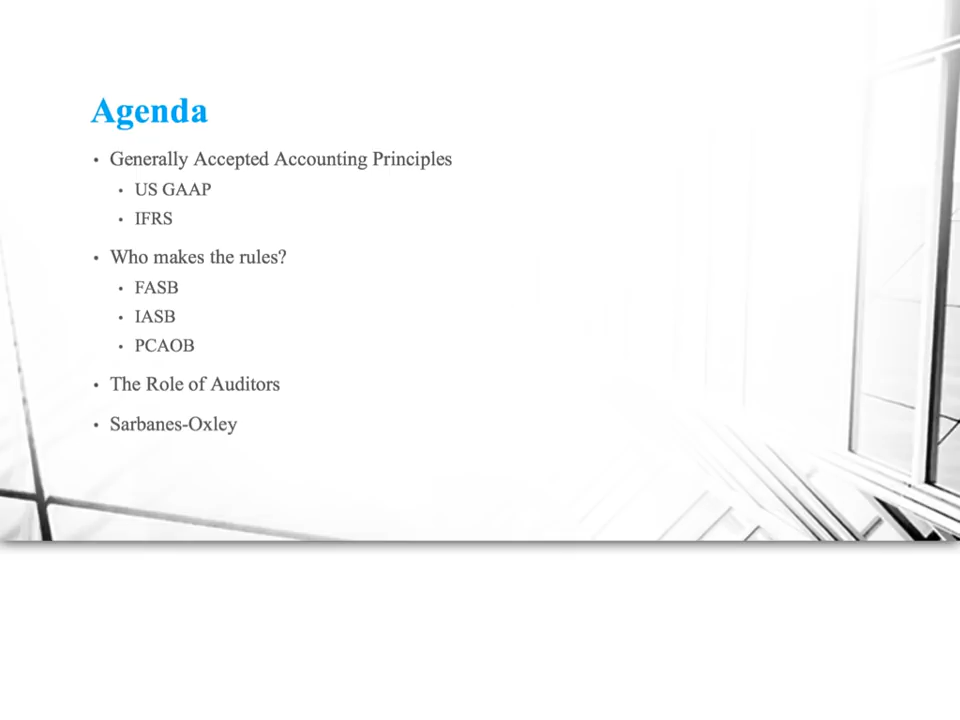 Agenda
• Generally Accepted Accounting Principles
• US GAAP
• IFRS
• Who makes the rules?
• FASB
• IASB
• PCAOB
• The Role of Auditors
• Sarbanes-Oxley